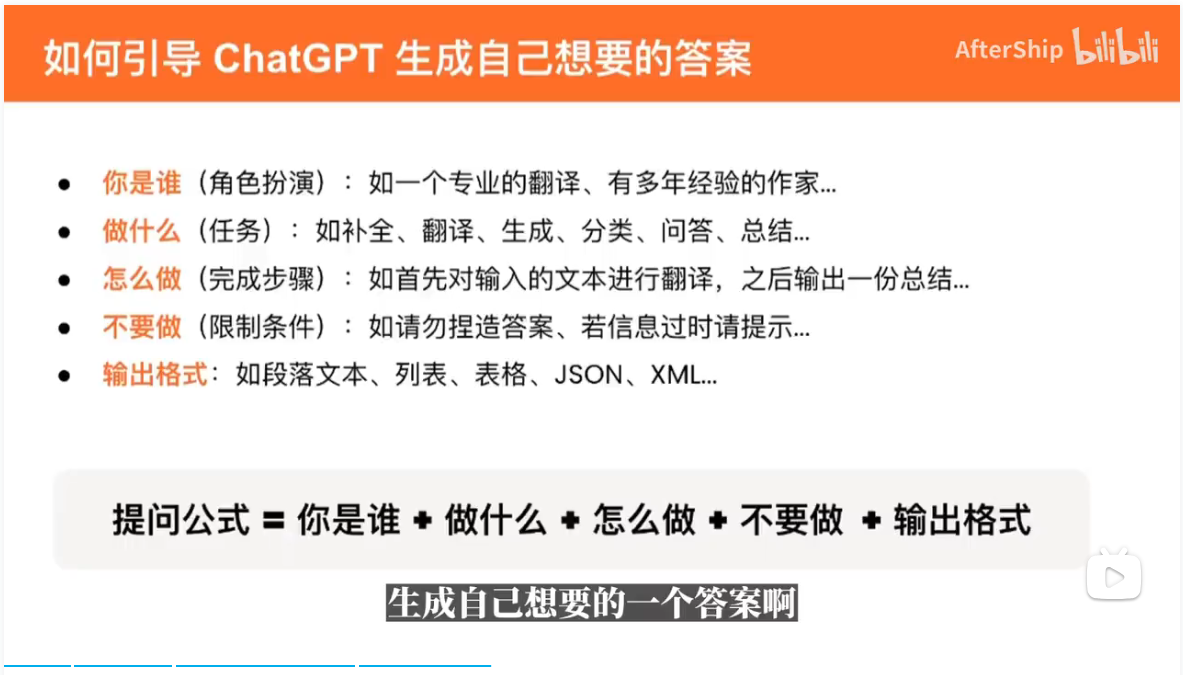 如何引导 ChatGPT 生成自己想要的答案
AfterShip bilibili
● 你是谁（角色扮演）：如一个专业的翻译、有多年经验的作家...
● 做什么（任务）：如补全、翻译、生成、分类、问答、总结...
● 怎么做（完成步骤）：如首先对输入的文本进行翻译，之后输出一份总结...
● 不要做（限制条件）：如请勿捏造答案、若信息过时请提示...
● 输出格式：如段落文本、列表、表格、JSON、XML...
提问公式 = 你是谁 + 做什么 + 怎么做 + 不要做 + 输出格式
生成自己想要的一个答案啊